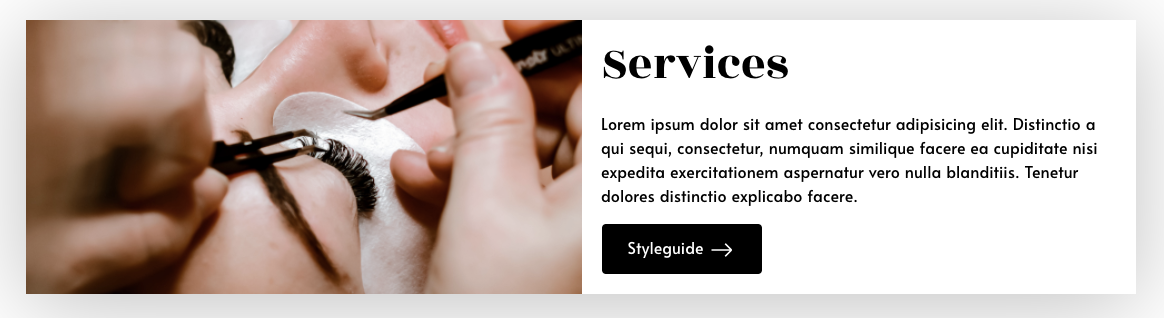 Services
Lorem ipsum dolor sit amet consectetur adipisicing elit. Distinctio a
qui sequi, consectetur, numquam similique facere ea cupiditate nisi
expedita exercitationem aspernatur vero nulla blanditiis. Tenetur
dolores distinctio explicabo facere.
Styleguide